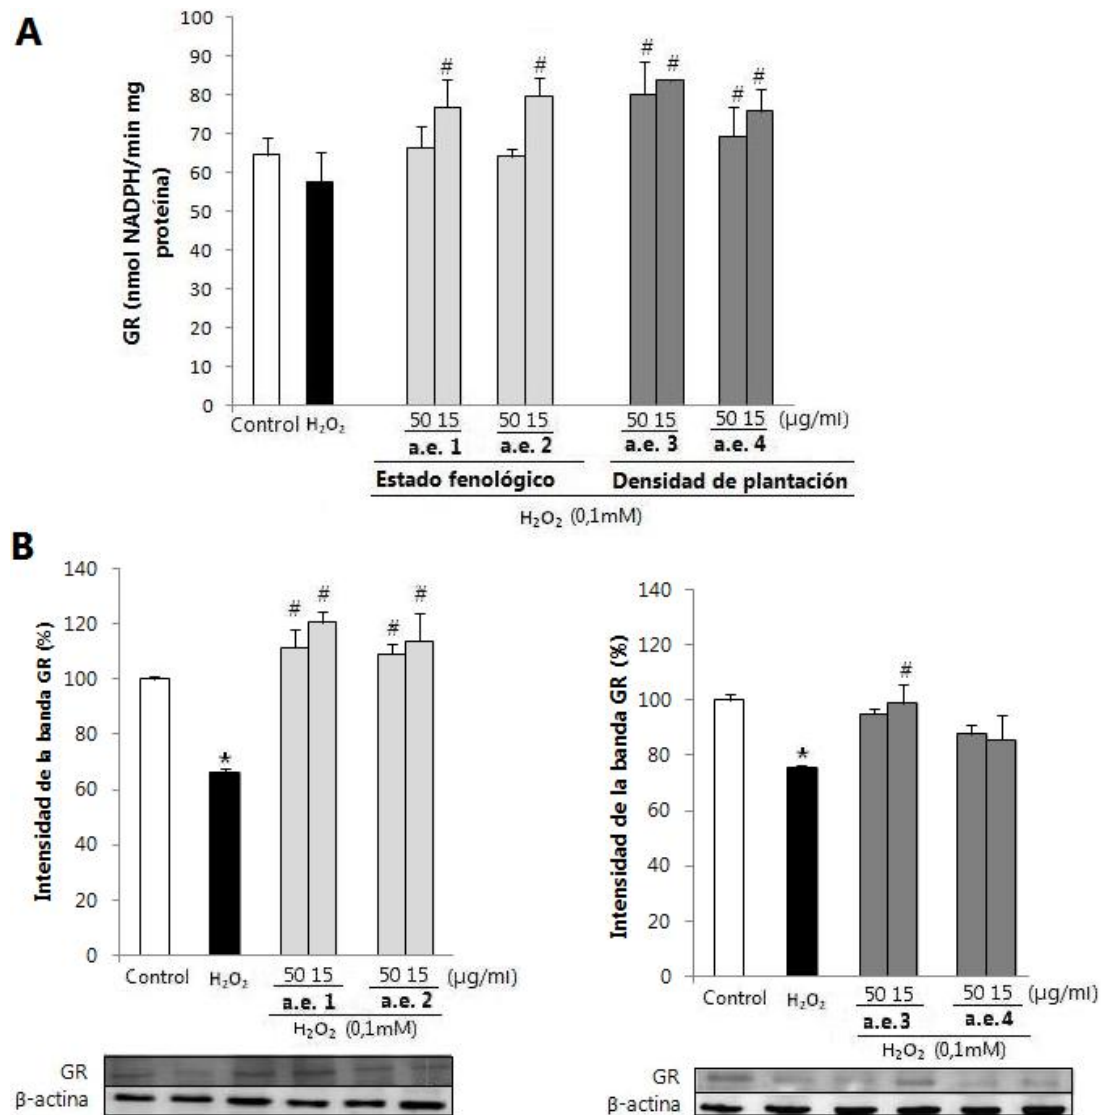 A
GR (nmol NADPH/min mg
proteína)
100
90
80
70
60
50
40
30
20
10
0
# # # # # #
Control H₂O₂
50 15 50 15 50 15 50 15 (µg/ml)
a.e. 1 a.e. 2 a.e. 3 a.e. 4
Estado fenológico Densidad de plantación
H₂O₂ (0,1mM)
B
Intensidad de la banda GR (%)
140
120
100
80
60
40
20
0
* # # # #
Control H₂O₂ 50 15 50 15 (µg/ml)
a.e. 1 a.e. 2
H₂O₂ (0,1mM)
GR
β-actina
Intensidad de la banda GR (%)
140
120
100
80
60
40
20
0
* #
Control H₂O₂ 50 15 50 15 (µg/ml)
a.e.3 a.e.4
H₂O₂ (0,1mM)
GR
β-actina